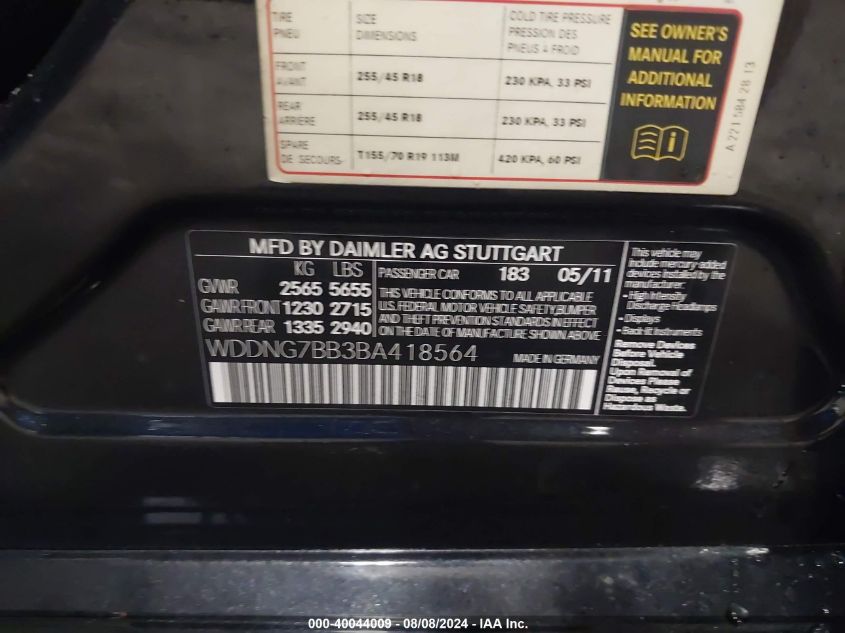 TIRE PNEU SIZE DIMENSIONS COLD TIRE PRESSURE PRESSION DES PNEUS A FROID
FRONT AVANT 255/45 R18 230 KPA, 33 PSI
REAR ARRIÈRE 255/45 R18 230 KPA, 33 PSI
SPARE DE SECOURS T155/70 R19 113M 420 KPA, 60 PSI
SEE OWNER'S
MANUAL FOR
ADDITIONAL
INFORMATION
A 221 584 28 13
MFD BY DAIMLER AG STUTTGART
KG LBS
GVWR 2565 5655
GAWR FRONT 1230 2715
GAWR REAR 1335 2940
PASSENGER CAR 183 05/11
THIS VEHICLE CONFORMS TO ALL APPLICABLE
U.S. FEDERAL MOTOR VEHICLE SAFETY, BUMPER
AND THEFT PREVENTION STANDARDS IN EFFECT
ON THE DATE OF MANUFACTURE SHOWN ABOVE
WDDNG7BB3BA418564 MADE IN GERMANY
This vehicle may
include mercury added
devices installed by the
manufacturer:
- High Intensity
Discharge Headlamps
- Displays
- Back-lit Instruments
Remove Devices
Before Vehicle
Disposal.
Upon Removal of
Devices Please
Reuse, Recycle or
Dispose as
Hazardous Waste.
000-40044009 - 08/08/2024 - IAA Inc.